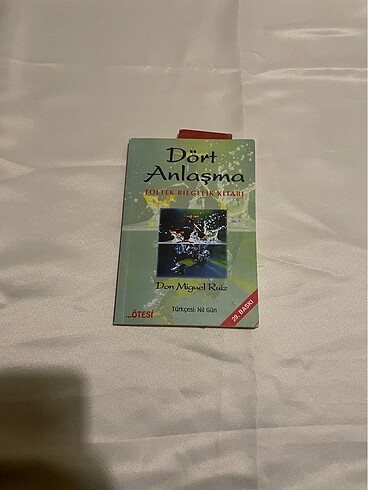 Dört
Anlaşma
TOLTEK BİLGELİK KİTABI
Don Miguel Ruiz
Türkçesi: Nil Gün
...ÖTESİ
29. BASKI